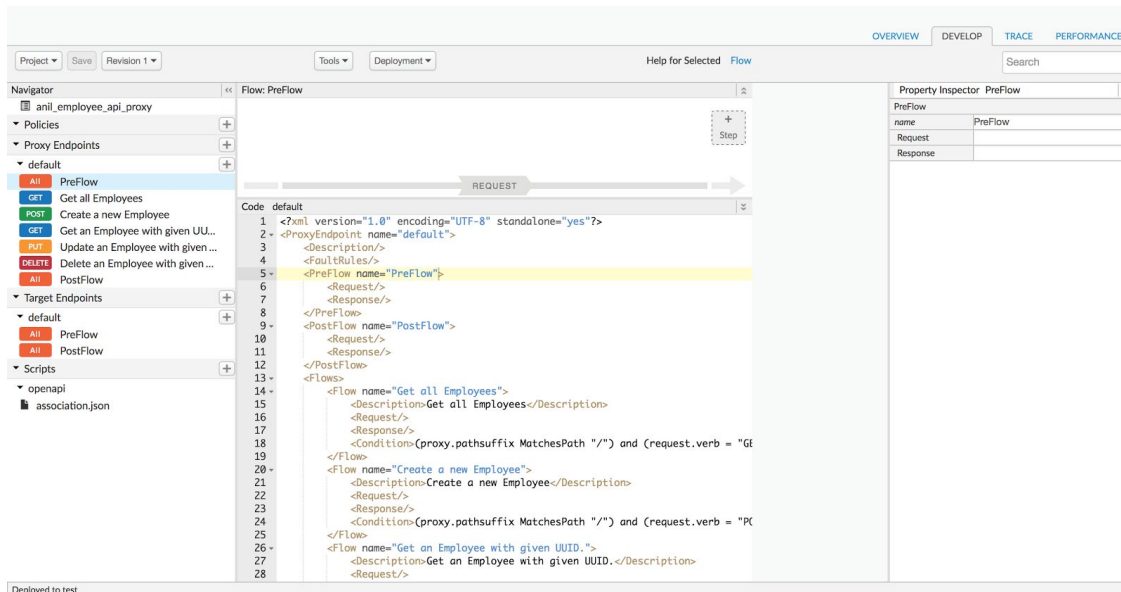 OVERVIEW DEVELOP TRACE PERFORMANCE
Project Save Revision 1 Tools Deployment Help for Selected Flow Search
Navigator
anil_employee_api_proxy
Policies
Proxy Endpoints
default
All PreFlow
GET Get all Employees
POST Create a new Employee
GET Get an Employee with given UU...
PUT Update an Employee with given ...
DELETE Delete an Employee with given ...
All PostFlow
Target Endpoints
default
All PreFlow
All PostFlow
Scripts
openapi
association.json
Flow: PreFlow
+
Step
REQUEST
Code default
1 <?xml version="1.0" encoding="UTF-8" standalone="yes"?>
2 <ProxyEndpoint name="default">
3 <Description/>
4 <FaultRules/>
5 <PreFlow name="PreFlow">
6 <Request/>
7 <Response/>
8 </PreFlow>
9 <PostFlow name="PostFlow">
10 <Request/>
11 <Response/>
12 </PostFlow>
13 <Flows>
14 <Flow name="Get all Employees">
15 <Description>Get all Employees</Description>
16 <Request/>
17 <Response/>
18 <Condition>(proxy.pathsuffix MatchesPath "/") and (request.verb = "GE
19 </Flow>
20 <Flow name="Create a new Employee">
21 <Description>Create a new Employee</Description>
22 <Request/>
23 <Response/>
24 <Condition>(proxy.pathsuffix MatchesPath "/") and (request.verb = "PO
25 </Flow>
26 <Flow name="Get an Employee with given UUID.">
27 <Description>Get an Employee with given UUID.</Description>
28 <Request/>
Property Inspector PreFlow
PreFlow
name PreFlow
Request
Response
Deployed to test